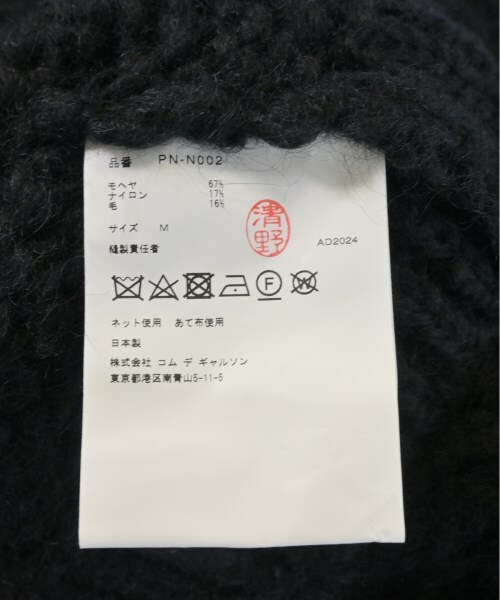 品番 PN-N002
モヘヤ 67%
ナイロン 17%
毛 16%
清野
サイズ M
縫製責任者 AD2024
F W
ネット使用 あて布使用
日本製
株式会社 コム デ ギャルソン
東京都港区南青山5-11-5